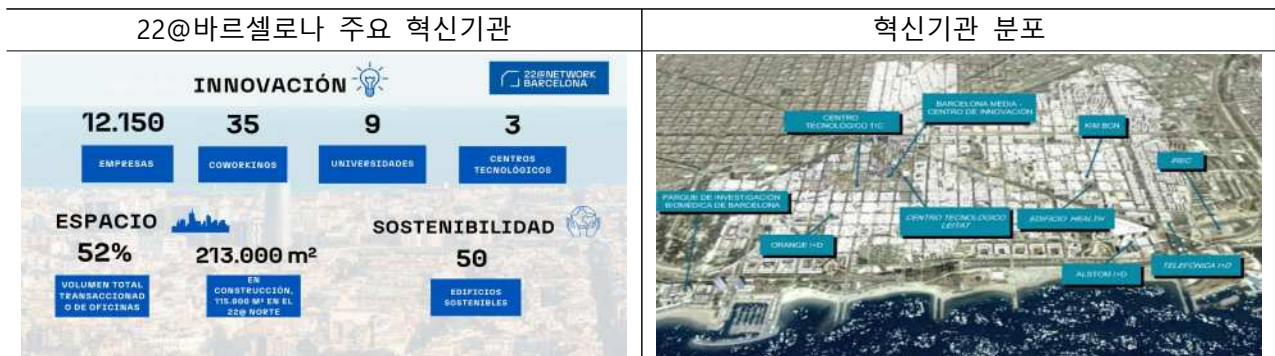 22@바르셀로나 주요 혁신기관
혁신기관 분포
INNOVACIÓN
22@NETWORK
BARCELONA
12.150
35
9
3
EMPRESAS
COWORKINGS
UNIVERSIDADES
CENTROS
TECNOLÓGICOS
ESPACIO
SOSTENIBILIDAD
52%
213.000 m²
50
VOLUMEN TOTAL
TRANSACCIONAD
O DE OFICINAS
EN
CONSTRUCCIÓN,
115.000 M² EN EL
22@ NORTE
EDIFICIOS
SOSTENIBLES
CENTRO
TECNOLÓGICO TIC
BARCELONA MEDIA -
CENTRO DE INNOVACIÓN
KIM BCN
IREC
PARQUE DE INVESTIGACIÓN
BIOMÉDICA DE BARCELONA
CENTRO TECNOLÓGICO
LEITAT
EDIFICIO HEALTH
ORANGE I+D
ALSTOM I+D
TELEFÓNICA I+D